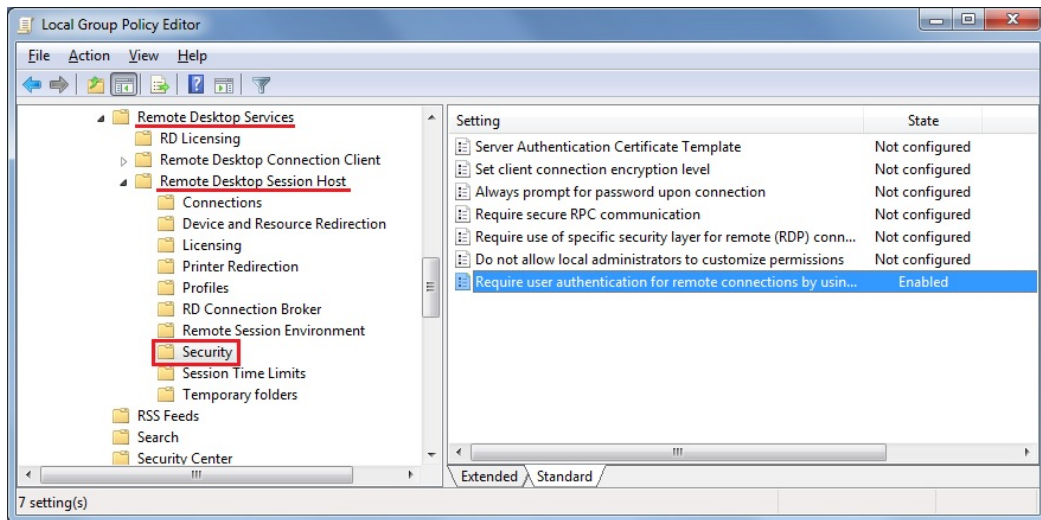 Local Group Policy Editor
File Action View Help
Remote Desktop Services
RD Licensing
Remote Desktop Connection Client
Remote Desktop Session Host
Connections
Device and Resource Redirection
Licensing
Printer Redirection
Profiles
RD Connection Broker
Remote Session Environment
Security
Session Time Limits
Temporary folders
RSS Feeds
Search
Security Center
Setting State
Server Authentication Certificate Template Not configured
Set client connection encryption level Not configured
Always prompt for password upon connection Not configured
Require secure RPC communication Not configured
Require use of specific security layer for remote (RDP) conn... Not configured
Do not allow local administrators to customize permissions Not configured
Require user authentication for remote connections by usin... Enabled
Extended Standard
7 setting(s)